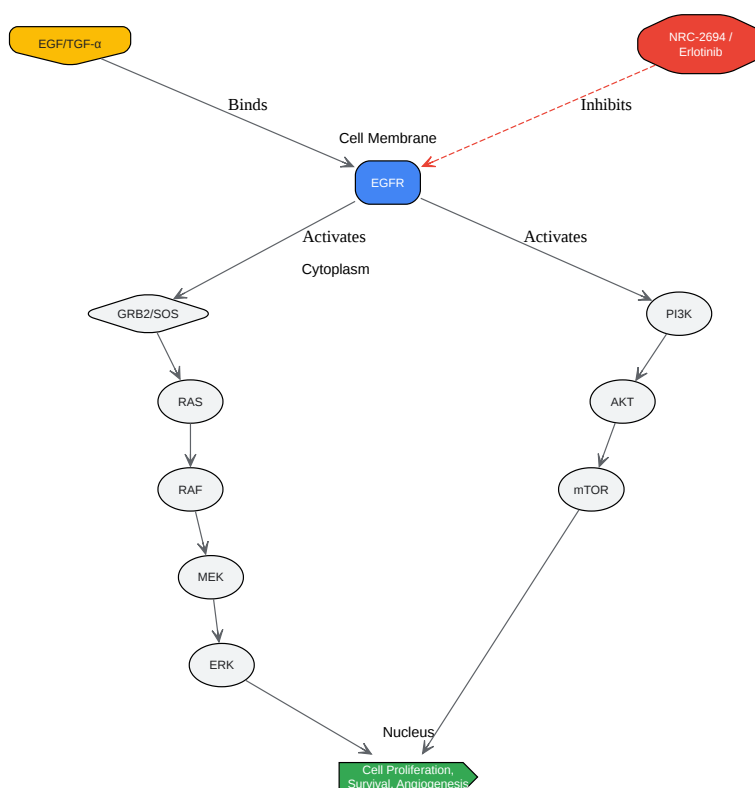 EGF/TGF-α
NRC-2694 /
Erlotinib
Binds
Inhibits
Cell Membrane
EGFR
Activates
Activates
Cytoplasm
GRB2/SOS
PI3K
RAS
AKT
RAF
mTOR
MEK
ERK
Nucleus
Cell Proliferation,
Survival, Angiogenesis